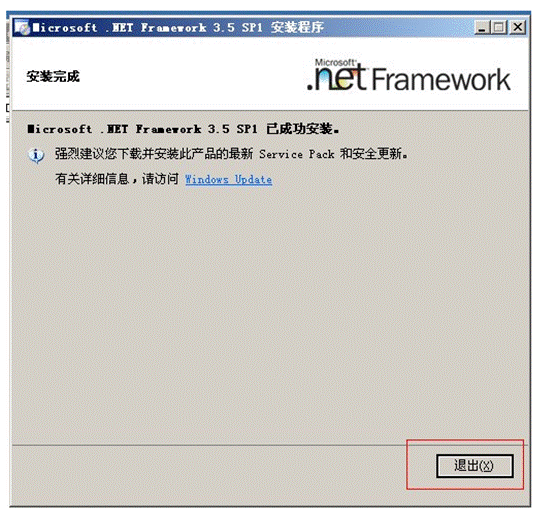 Microsoft .NET Framework 3.5 SP1 安装程序
安装完成
Microsoft
.net Framework
Microsoft .NET Framework 3.5 SP1 已成功安装。
强烈建议您下载并安装此产品的最新 Service Pack 和安全更新。
有关详细信息，请访问 Windows Update
退出(X)